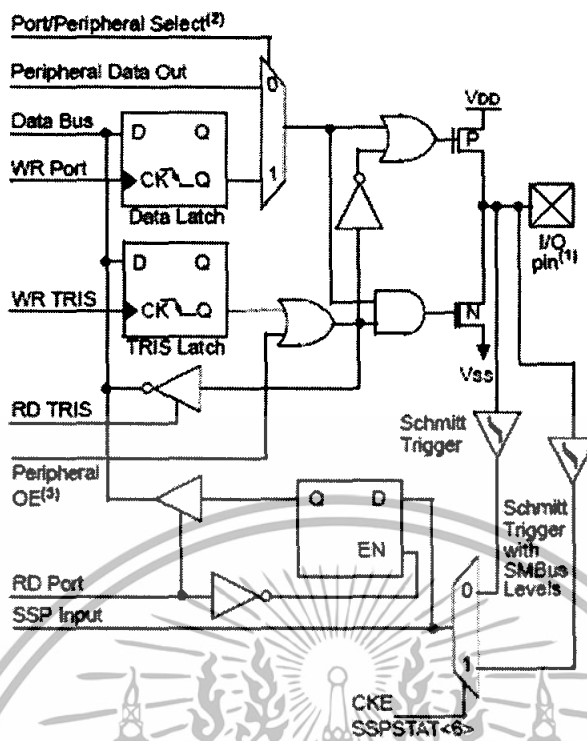 Port/Peripheral Select(2)
Peripheral Data Out
0
VDD
Data Bus
D Q
P
WR Port
CK Q
1
Data Latch
I/O
pin(1)
D Q
WR TRIS
CK Q
N
TRIS Latch
VSS
RD TRIS
Schmitt
Trigger
Peripheral
OE(3)
Q D
EN
Schmitt
Trigger
with
SMBus
Levels
RD Port
0
SSP Input
1
CKE
SSPSTAT<6>